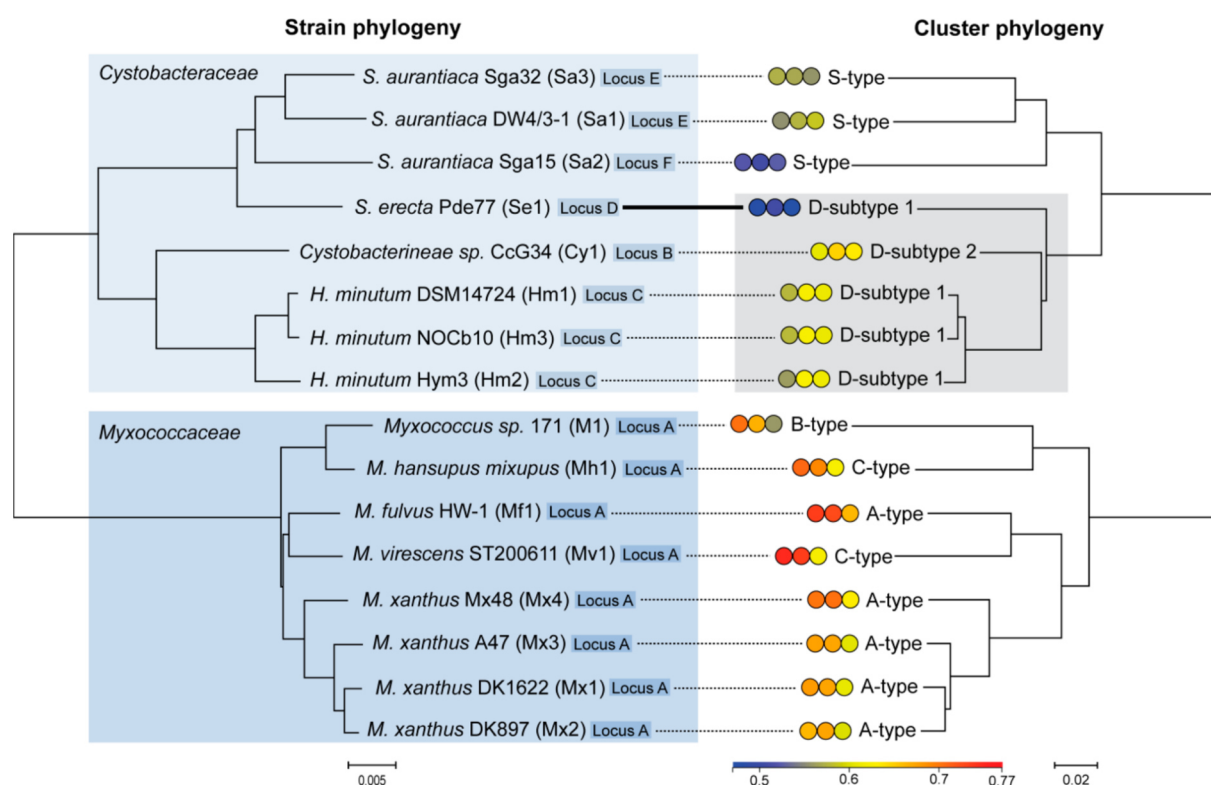 Strain phylogeny Cluster phylogeny
Cystobacteraceae
S. aurantiaca Sga32 (Sa3) Locus E S-type
S. aurantiaca DW4/3-1 (Sa1) Locus E S-type
S. aurantiaca Sga15 (Sa2) Locus F S-type
S. erecta Pde77 (Se1) Locus D D-subtype 1
Cystobacterineae sp. CcG34 (Cy1) Locus B D-subtype 2
H. minutum DSM14724 (Hm1) Locus C D-subtype 1
H. minutum NOCb10 (Hm3) Locus C D-subtype 1
H. minutum Hym3 (Hm2) Locus C D-subtype 1
Myxococcaceae
Myxococcus sp. 171 (M1) Locus A B-type
M. hansupus mixupus (Mh1) Locus A C-type
M. fulvus HW-1 (Mf1) Locus A A-type
M. virescens ST200611 (Mv1) Locus A C-type
M. xanthus Mx48 (Mx4) Locus A A-type
M. xanthus A47 (Mx3) Locus A A-type
M. xanthus DK1622 (Mx1) Locus A A-type
M. xanthus DK897 (Mx2) Locus A A-type
0.005 0.5 0.6 0.7 0.77 0.02